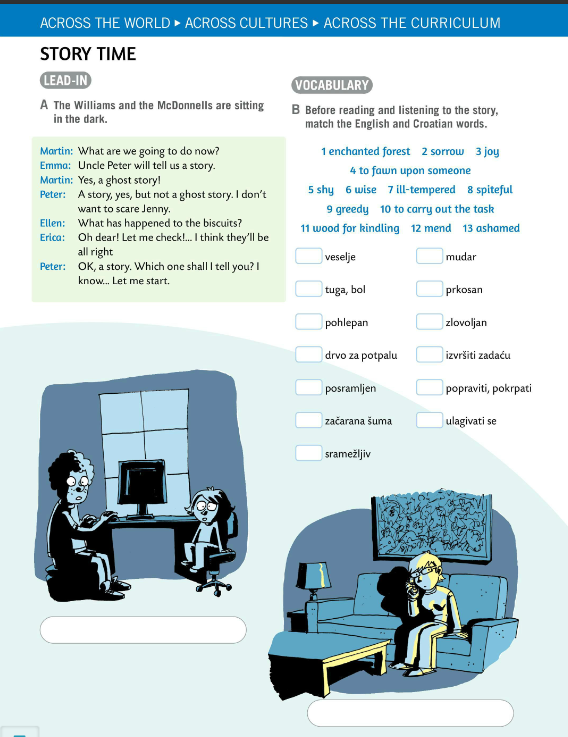 ACROSS THE WORLD ▸ ACROSS CULTURES ▸ ACROSS THE CURRICULUM
STORY TIME
LEAD-IN
A The Williams and the McDonnells are sitting
in the dark.
Martin: What are we going to do now?
Emma: Uncle Peter will tell us a story.
Martin: Yes, a ghost story!
Peter: A story, yes, but not a ghost story. I don't
want to scare Jenny.
Ellen: What has happened to the biscuits?
Erica: Oh dear! Let me check!... I think they'll be
all right
Peter: OK, a story. Which one shall I tell you? I
know... Let me start.
VOCABULARY
B Before reading and listening to the story,
match the English and Croatian words.
1 enchanted forest 2 sorrow 3 joy
4 to fawn upon someone
5 shy 6 wise 7 ill-tempered 8 spiteful
9 greedy 10 to carry out the task
11 wood for kindling 12 mend 13 ashamed
veselje
mudar
tuga, bol
prkosan
pohlepan
zlovoljan
drvo za potpalu
izvršiti zadaću
posramljen
popraviti, pokrpati
začarana šuma
ulagivati se
sramežljiv